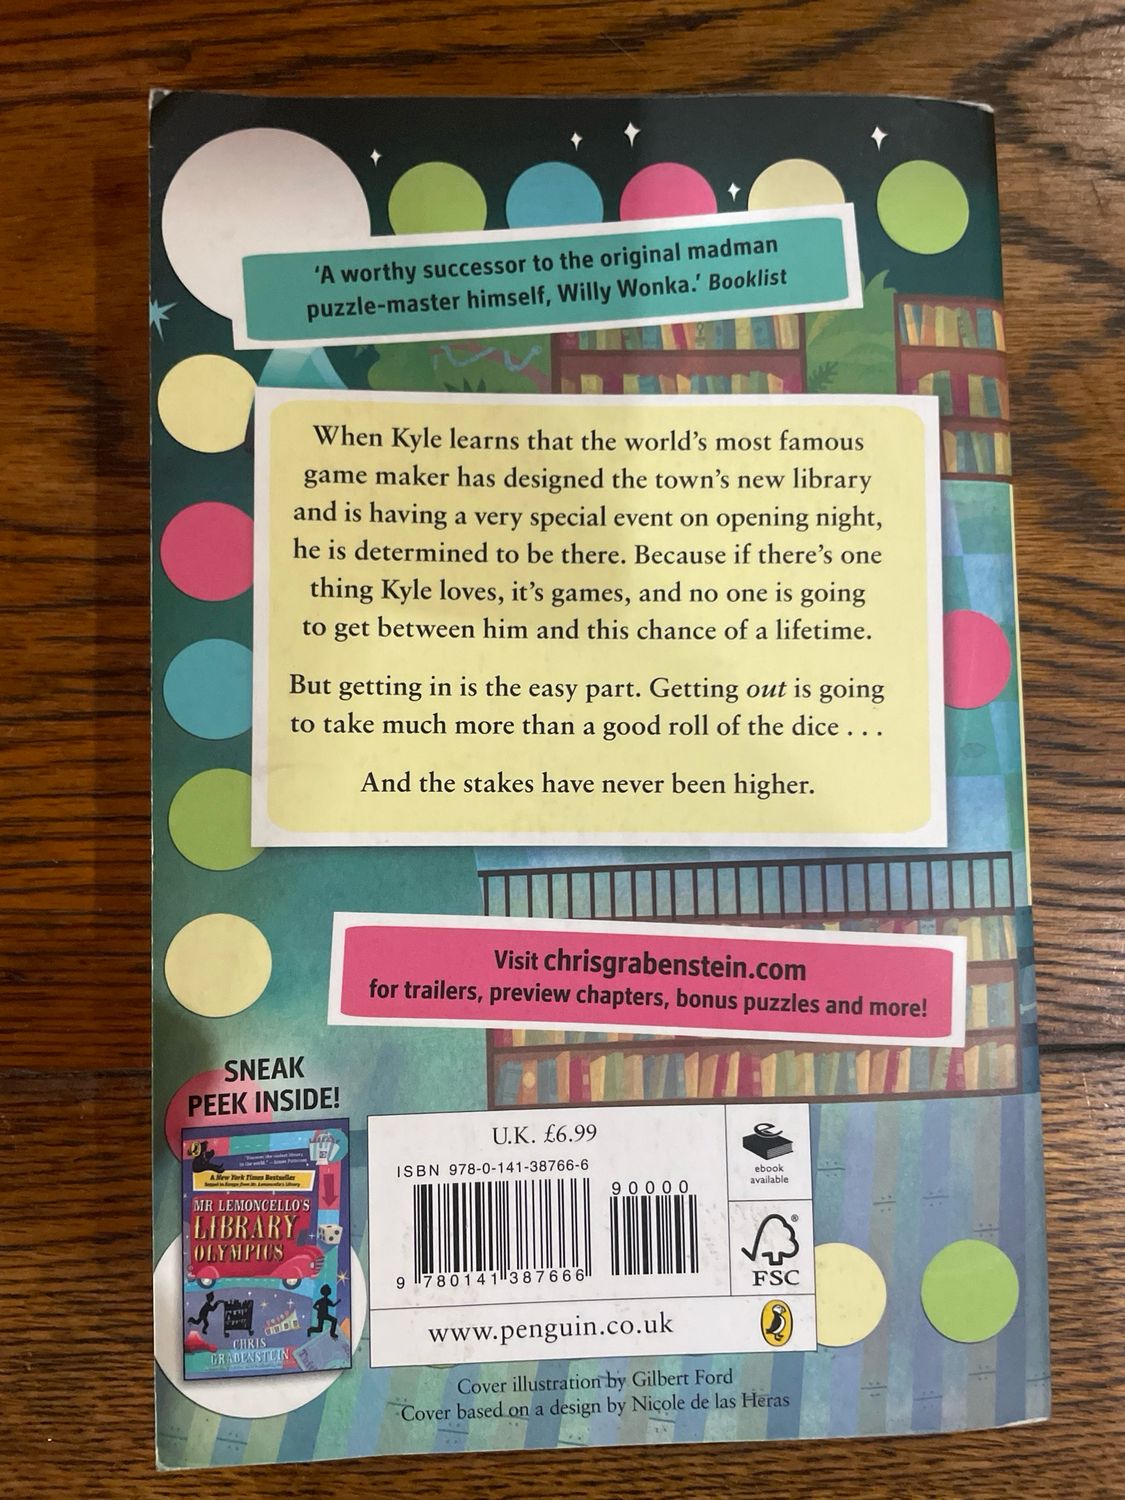 'A worthy successor to the original madman
puzzle-master himself, Willy Wonka.' Booklist
When Kyle learns that the world's most famous
game maker has designed the town's new library
and is having a very special event on opening night,
he is determined to be there. Because if there's one
thing Kyle loves, it's games, and no one is going
to get between him and this chance of a lifetime.
But getting in is the easy part. Getting out is going
to take much more than a good roll of the dice . . .
And the stakes have never been higher.
Visit chrisgrabenstein.com
for trailers, preview chapters, bonus puzzles and more!
SNEAK
PEEK INSIDE!
A New York Times Bestseller
MR LEMONCELLO'S
LIBRARY
OLYMPICS
CHRIS
GRABENSTEIN
U.K. £6.99
ISBN 978-0-141-38766-6
90000
9 780141 387666
ebook
available
FSC
®
www.penguin.co.uk
Cover illustration by Gilbert Ford
Cover based on a design by Nicole de las Heras